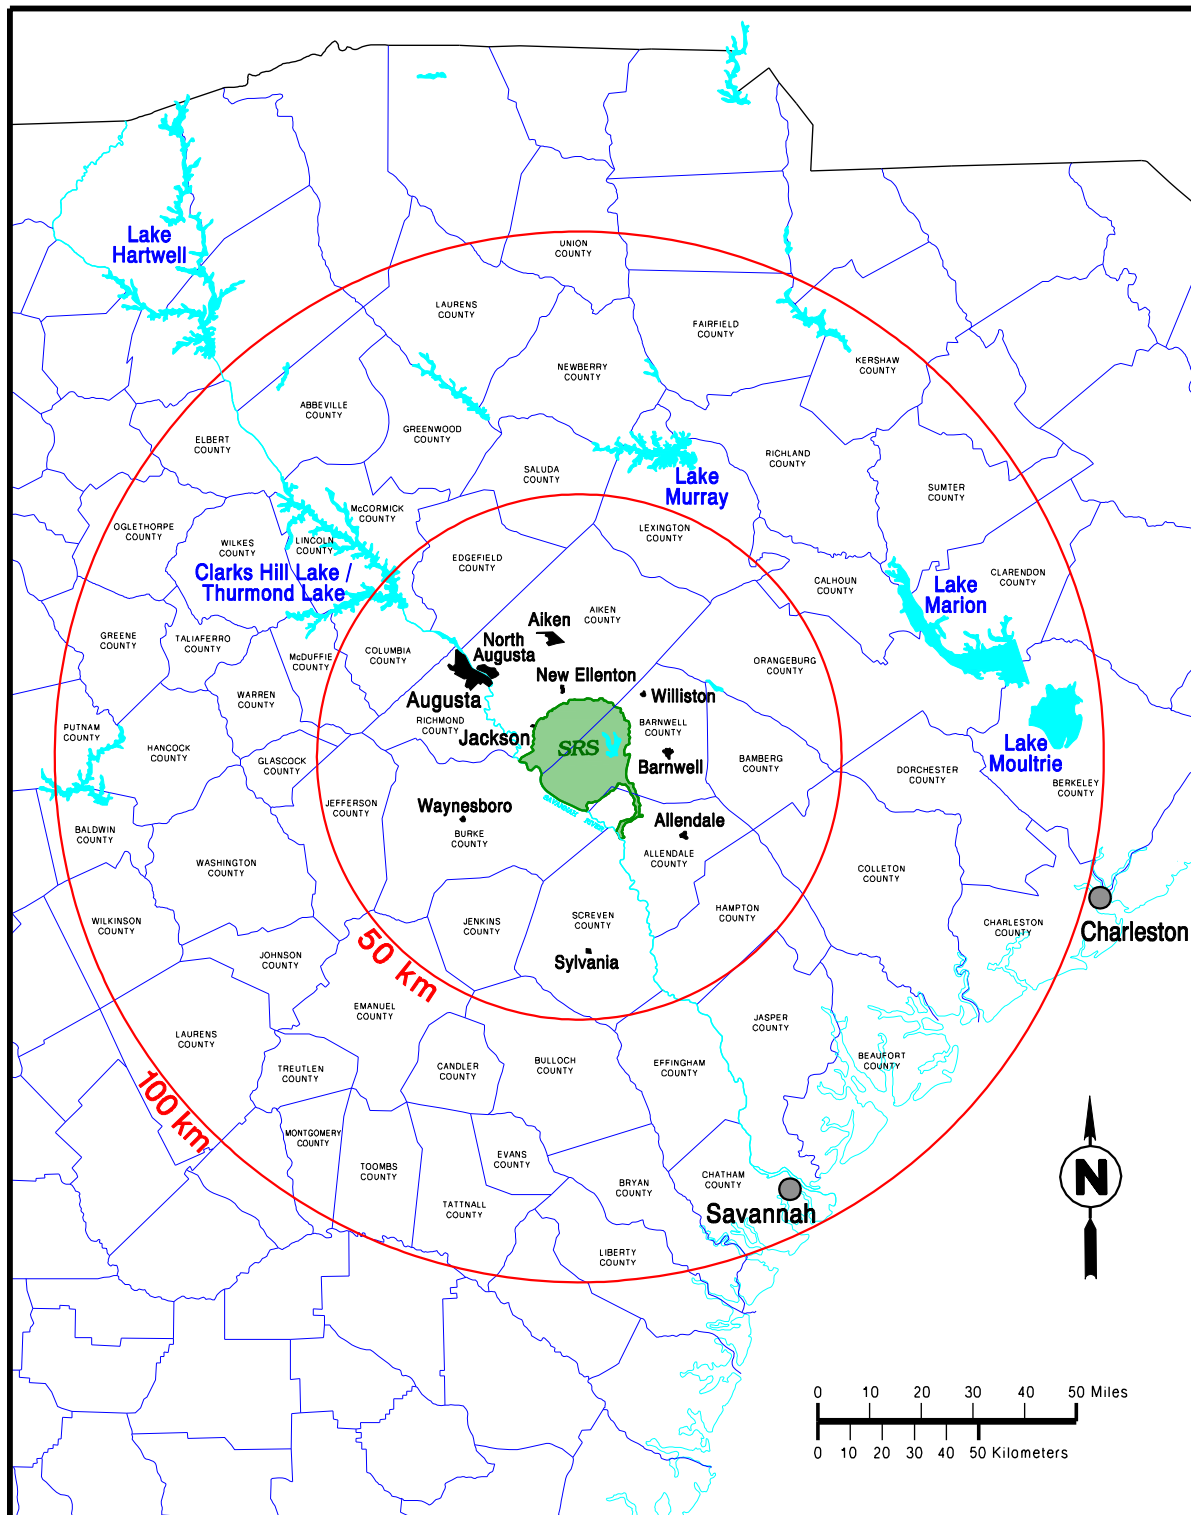 UNION
COUNTY
Lake
Hartwell
LAURENS
COUNTY
FAIRFIELD
COUNTY
KERSHAW
COUNTY
NEWBERRY
COUNTY
ABBEVILLE
COUNTY
GREENWOOD
COUNTY
ELBERT
COUNTY
RICHLAND
COUNTY
SALUDA
COUNTY
Lake
Murray
SUMTER
COUNTY
McCORMICK
COUNTY
OGLETHORPE
COUNTY
WILKES
COUNTY
LINCOLN
COUNTY
LEXINGTON
COUNTY
EDGEFIELD
COUNTY
Clarks Hill Lake /
Thurmond Lake
CALHOUN
COUNTY
Lake
Marion
CLARENDON
COUNTY
Aiken
AIKEN
COUNTY
GREENE
COUNTY
TALIAFERRO
COUNTY
McDUFFIE
COUNTY
COLUMBIA
COUNTY
North
Augusta
ORANGEBURG
COUNTY
New Ellenton
Williston
WARREN
COUNTY
Augusta
RICHMOND
COUNTY
Jackson
BARNWELL
COUNTY
SRS
PUTNAM
COUNTY
HANCOCK
COUNTY
GLASCOCK
COUNTY
Barnwell
BAMBERG
COUNTY
DORCHESTER
COUNTY
Lake
Moultrie
BERKELEY
COUNTY
JEFFERSON
COUNTY
Waynesboro
BURKE
COUNTY
Savannah River
Allendale
ALLENDALE
COUNTY
BALDWIN
COUNTY
WASHINGTON
COUNTY
COLLETON
COUNTY
WILKINSON
COUNTY
JENKINS
COUNTY
SCREVEN
COUNTY
HAMPTON
COUNTY
CHARLESTON
COUNTY
Charleston
JOHNSON
COUNTY
50 km
Sylvania
EMANUEL
COUNTY
JASPER
COUNTY
LAURENS
COUNTY
TREUTLEN
COUNTY
CANDLER
COUNTY
BULLOCH
COUNTY
EFFINGHAM
COUNTY
BEAUFORT
COUNTY
100 km
MONTGOMERY
COUNTY
TOOMBS
COUNTY
EVANS
COUNTY
BRYAN
COUNTY
CHATHAM
COUNTY
N
TATTNALL
COUNTY
Savannah
LIBERTY
COUNTY
0 10 20 30 40 50 Miles
0 10 20 30 40 50 Kilometers